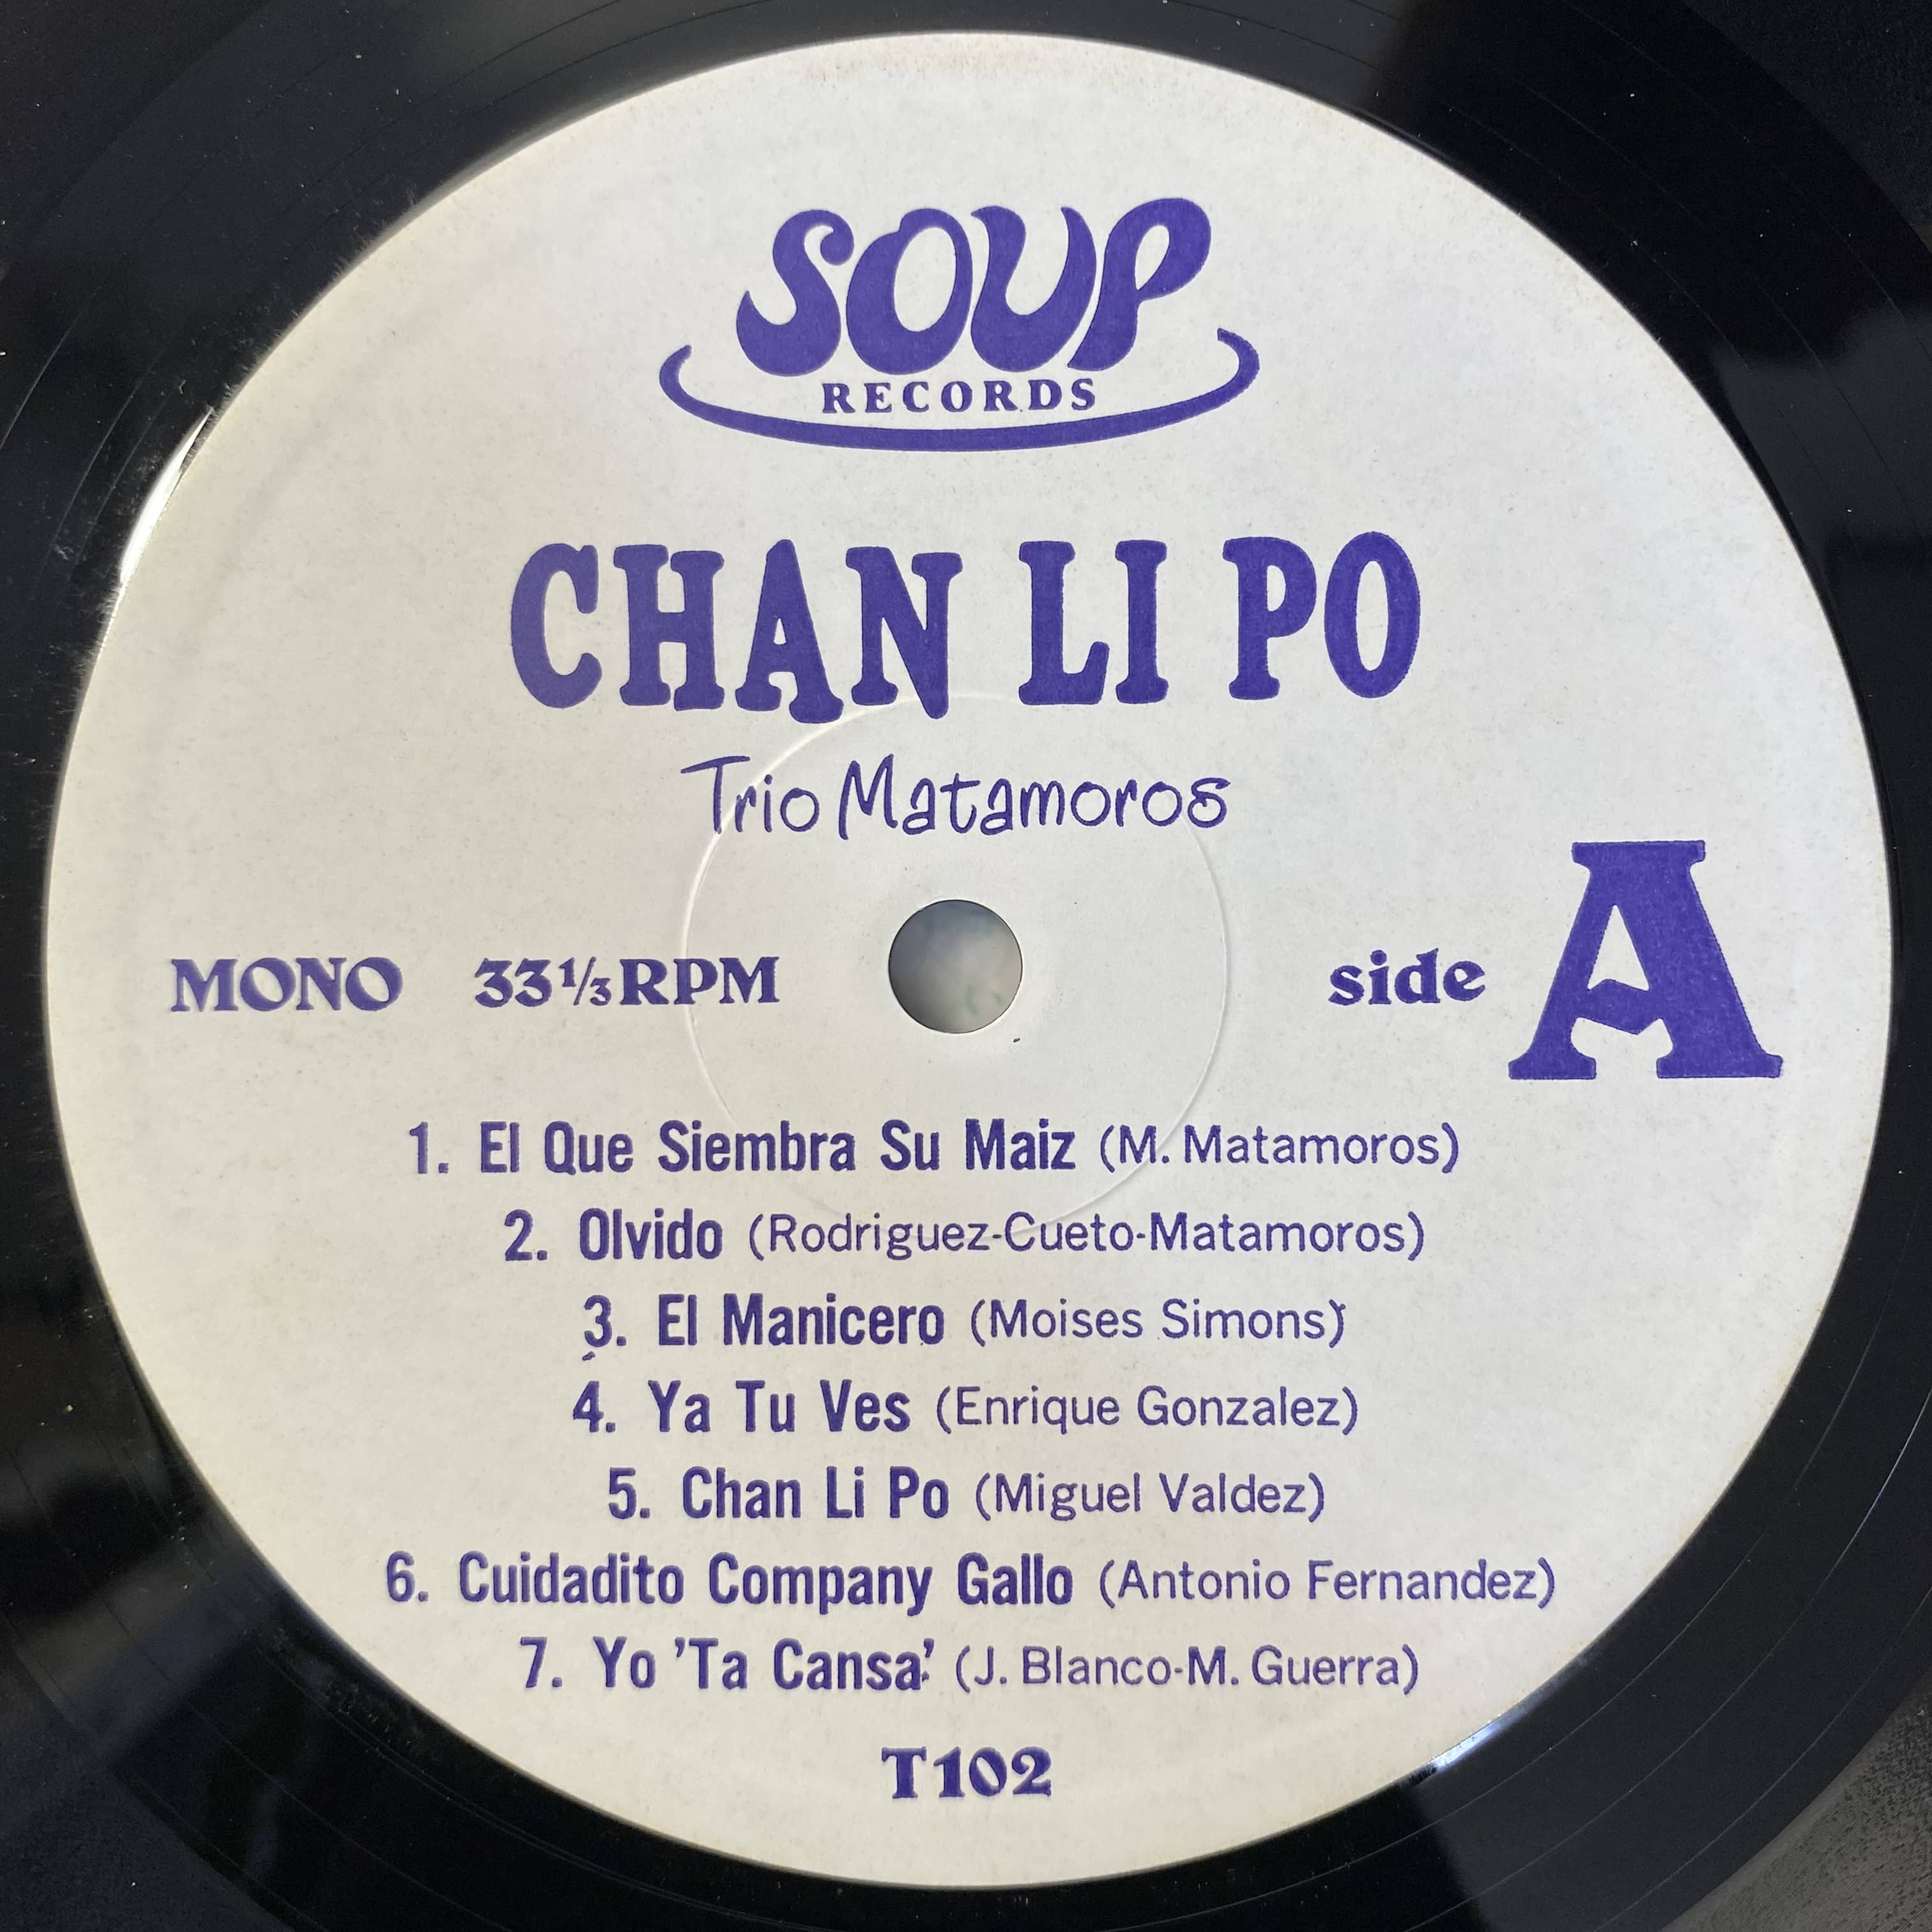 SOUP
RECORDS
CHAN LI PO
Trio Matamoros
MONO 33⅓ RPM side A
1. El Que Siembra Su Maiz (M. Matamoros)
2. Olvido (Rodriguez-Cueto-Matamoros)
3. El Manicero (Moises Simons)
4. Ya Tu Ves (Enrique Gonzalez)
5. Chan Li Po (Miguel Valdez)
6. Cuidadito Company Gallo (Antonio Fernandez)
7. Yo 'Ta Cansa' (J. Blanco-M. Guerra)
T102